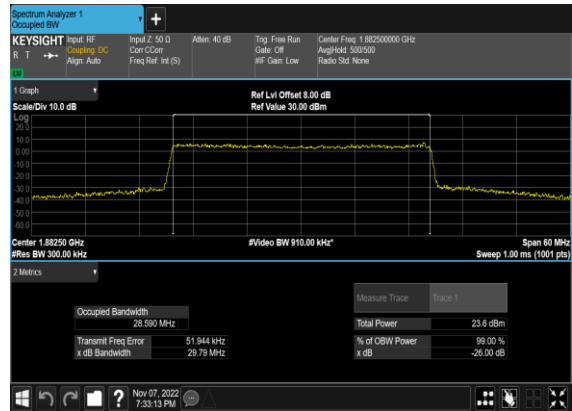 Spectrum Analyzer 1
Occupied BW
+
KEYSIGHT Input: RF Input Z: 50 Ω Atten: 40 dB Trig: Free Run Center Freq: 1.882500000 GHz
R T Coupling: DC Corr CCorr Gate: Off Avg|Hold: 500/500
Align: Auto Freq Ref: Int (S) #IF Gain: Low Radio Std: None
LW
1 Graph
Ref Lvl Offset 8.00 dB
Scale/Div 10.0 dB Ref Value 30.00 dBm
Log
20.0
10.0
0.00
-10.0
-20.0
-30.0
-40.0
-50.0
-60.0
Center 1.88250 GHz #Video BW 910.00 kHz* Span 60 MHz
#Res BW 300.00 kHz Sweep 1.00 ms (1001 pts)
2 Metrics
Measure Trace Trace 1
Occupied Bandwidth
28.590 MHz Total Power 23.6 dBm
Transmit Freq Error 51.944 kHz % of OBW Power 99.00 %
x dB Bandwidth 29.79 MHz x dB -26.00 dB
? Nov 07, 2022
7:33:13 PM